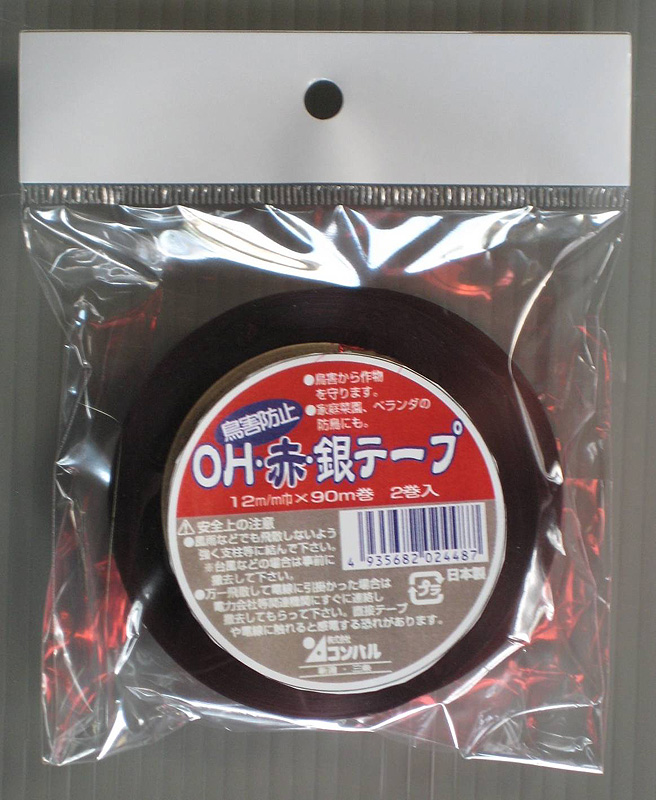 ●鳥害から作物
を守ります。
●家庭菜園、ベランダの
防鳥にも。
鳥害防止
OH・赤・銀テープ
12m/m巾×90m巻 2巻入
⚠安全上の注意
●風雨などでも飛散しないよう
強く支柱等に結んで下さい。
※台風などの場合は事前に
撤去して下さい。
●万一飛散して電線に引掛かった場合は
電力会社等関連機関にすぐに連絡し
撤去してもらって下さい。直接テープ
や電線に触れると感電する恐れがあります。
4 935682 024487
プラ
日本製
株式会社
コンパル
新潟・三条